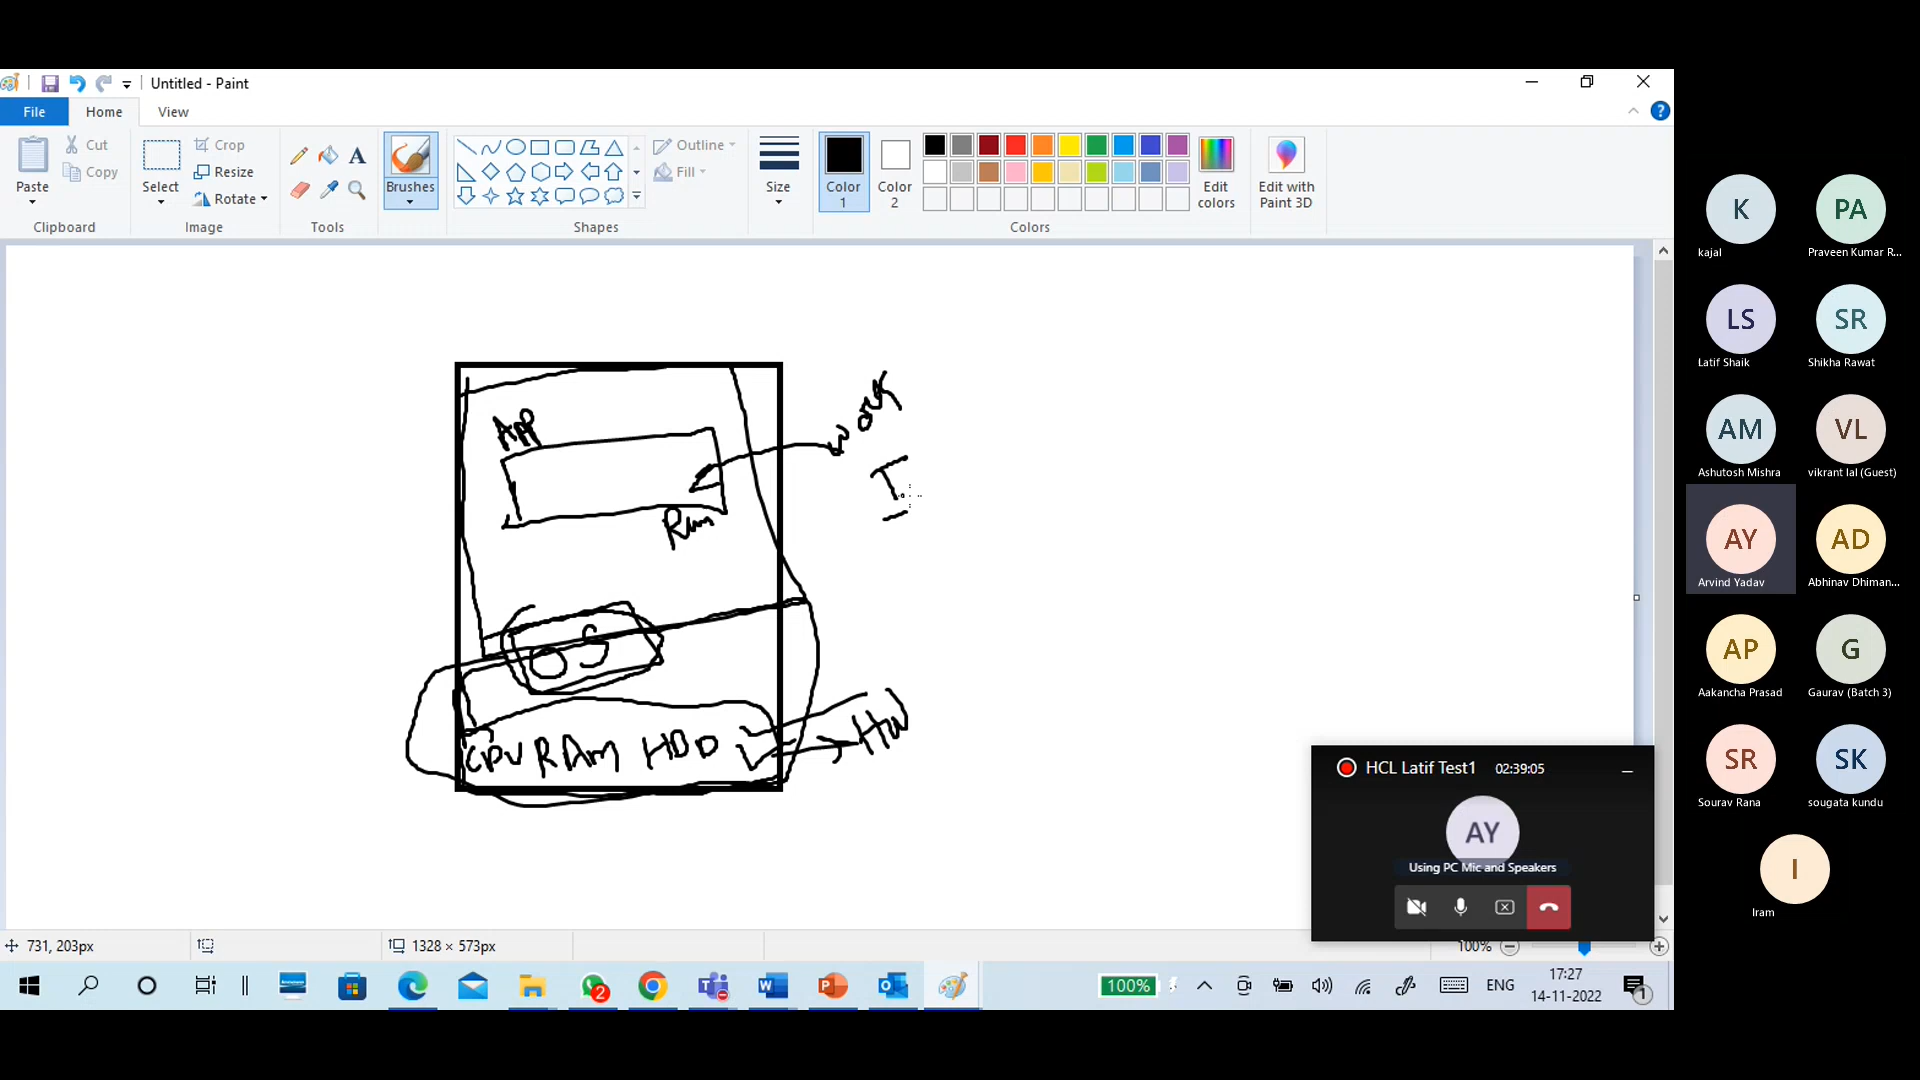 Untitled - Paint
File
Home
View
Paste
Cut
Copy
Clipboard
Select
Crop
Resize
Rotate
Image
A
Tools
Brushes
Shapes
Outline
Fill
Size
Color 1
Color 2
Edit colors
Edit with Paint 3D
Colors
App
Work
I
Run
OS
CPU RAM HDD
HW
K
kajal
PA
Praveen Kumar R...
LS
Latif Shaik
SR
Shikha Rawat
AM
Ashutosh Mishra
VL
vikrant lal (Guest)
AY
Arvind Yadav
AD
Abhinav Dhiman...
AP
Aakancha Prasad
G
Gaurav (Batch 3)
SR
Sourav Rana
SK
sougata kundu
I
Iram
HCL Latif Test1
02:39:05
AY
Using PC Mic and Speakers
731, 203px
1328 × 573px
100%
2
100%
ENG
17:27
14-11-2022
1